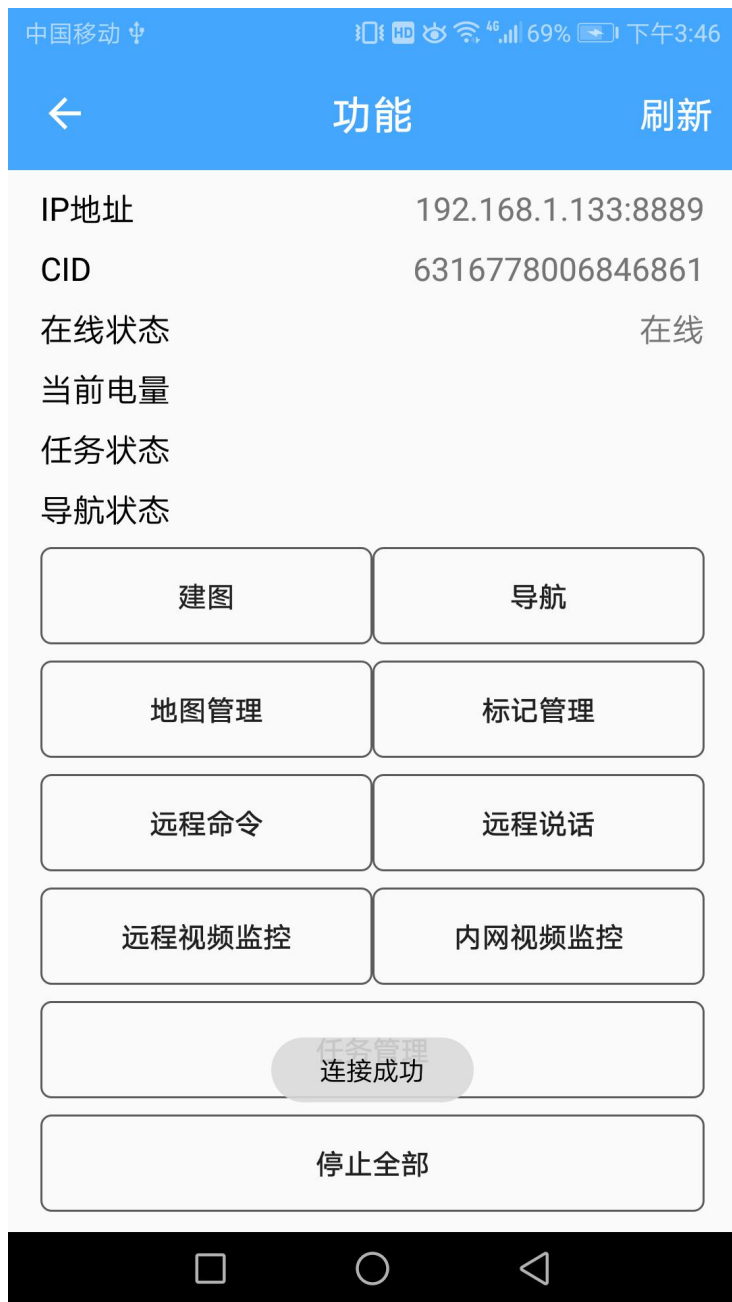 中国移动 HD 4G 69% 下午3:46
功能 刷新
IP地址 192.168.1.133:8889
CID 6316778006846861
在线状态 在线
当前电量
任务状态
导航状态
建图 导航
地图管理 标记管理
远程命令 远程说话
远程视频监控 内网视频监控
任务管理
连接成功
停止全部